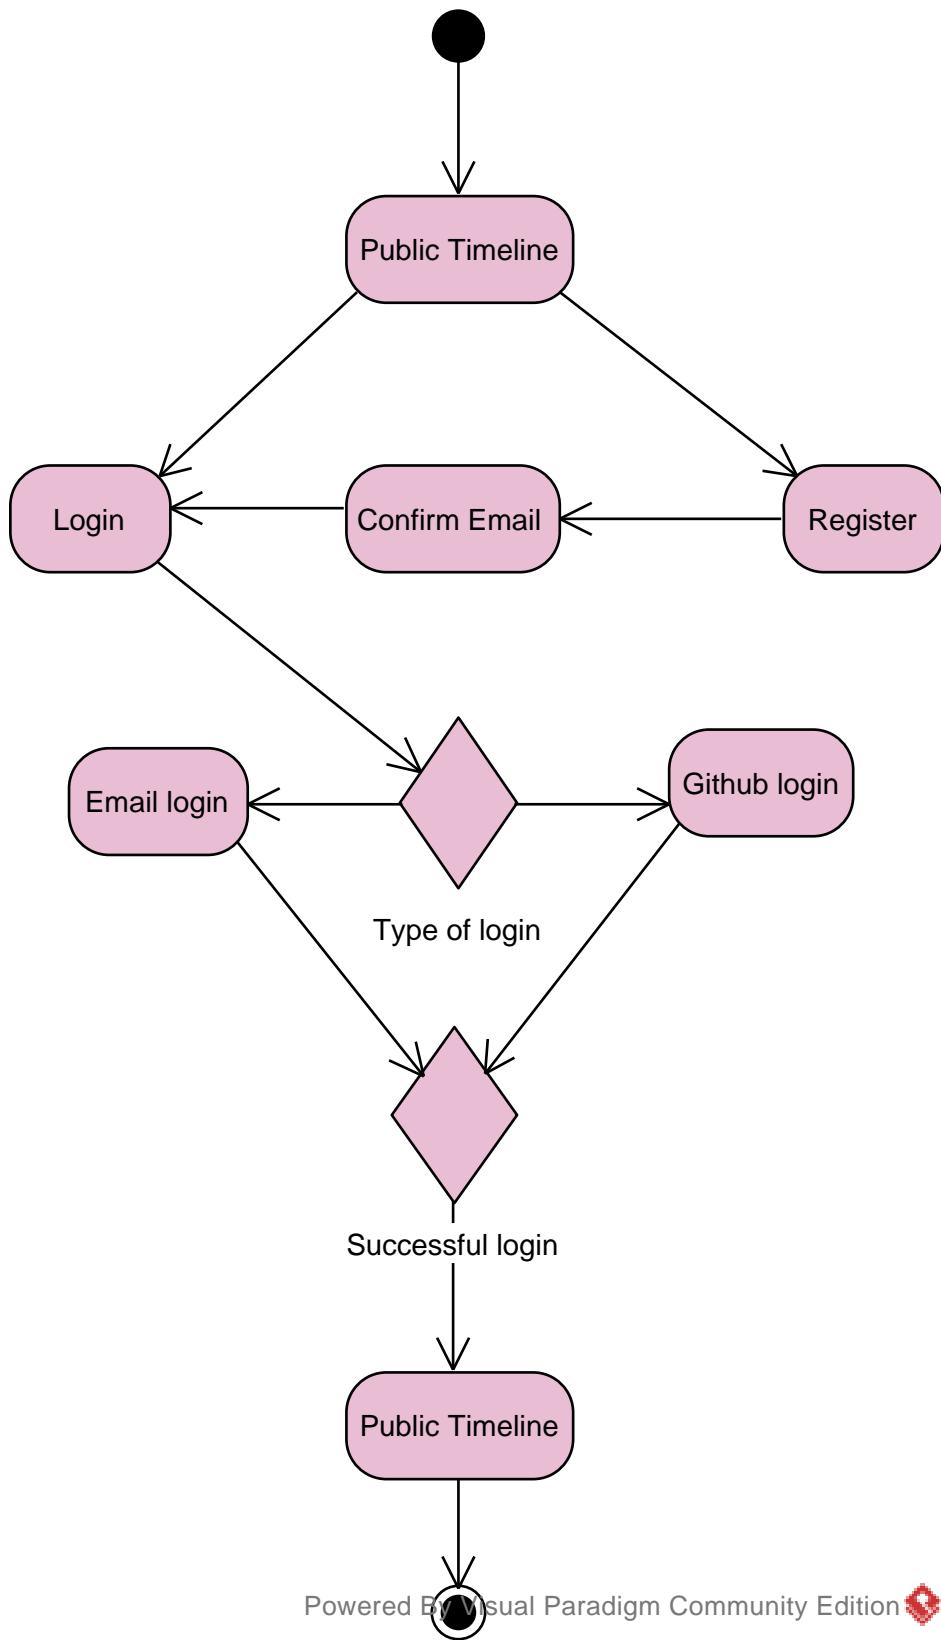 Public Timeline
Login
Confirm Email
Register
Email login
Github login
Type of login
Successful login
Public Timeline
Powered By Visual Paradigm Community Edition